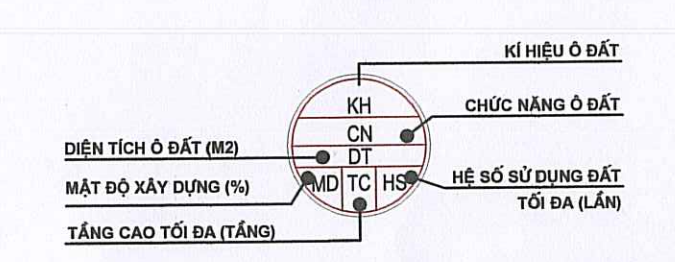 KÍ HIỆU Ô ĐẤT
KH
CHỨC NĂNG Ô ĐẤT
CN
DIỆN TÍCH Ô ĐẤT (M2)
DT
MẬT ĐỘ XÂY DỰNG (%)
MD TC HS
HỆ SỐ SỬ DỤNG ĐẤT
TỐI ĐA (LẦN)
TẦNG CAO TỐI ĐA (TẦNG)